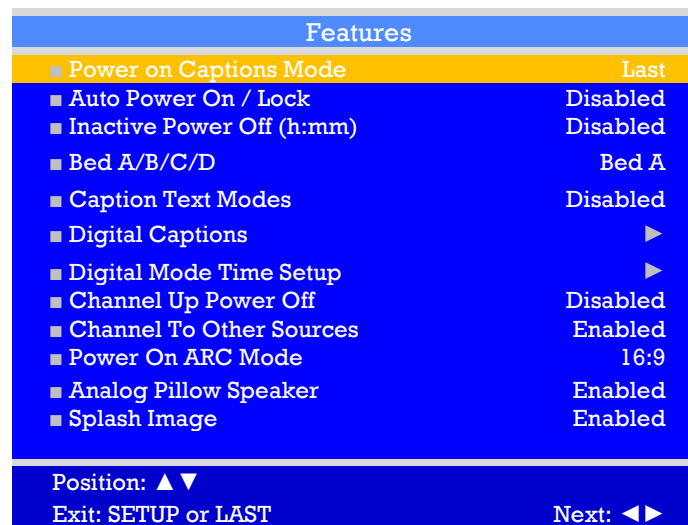 Features
■ Power on Captions Mode Last
■ Auto Power On / Lock Disabled
■ Inactive Power Off (h:mm) Disabled
■ Bed A/B/C/D Bed A
■ Caption Text Modes Disabled
■ Digital Captions ►
■ Digital Mode Time Setup ►
■ Channel Up Power Off Disabled
■ Channel To Other Sources Enabled
■ Power On ARC Mode 16:9
■ Analog Pillow Speaker Enabled
■ Splash Image Enabled
Position: ▲▼
Exit: SETUP or LAST Next: ◄►